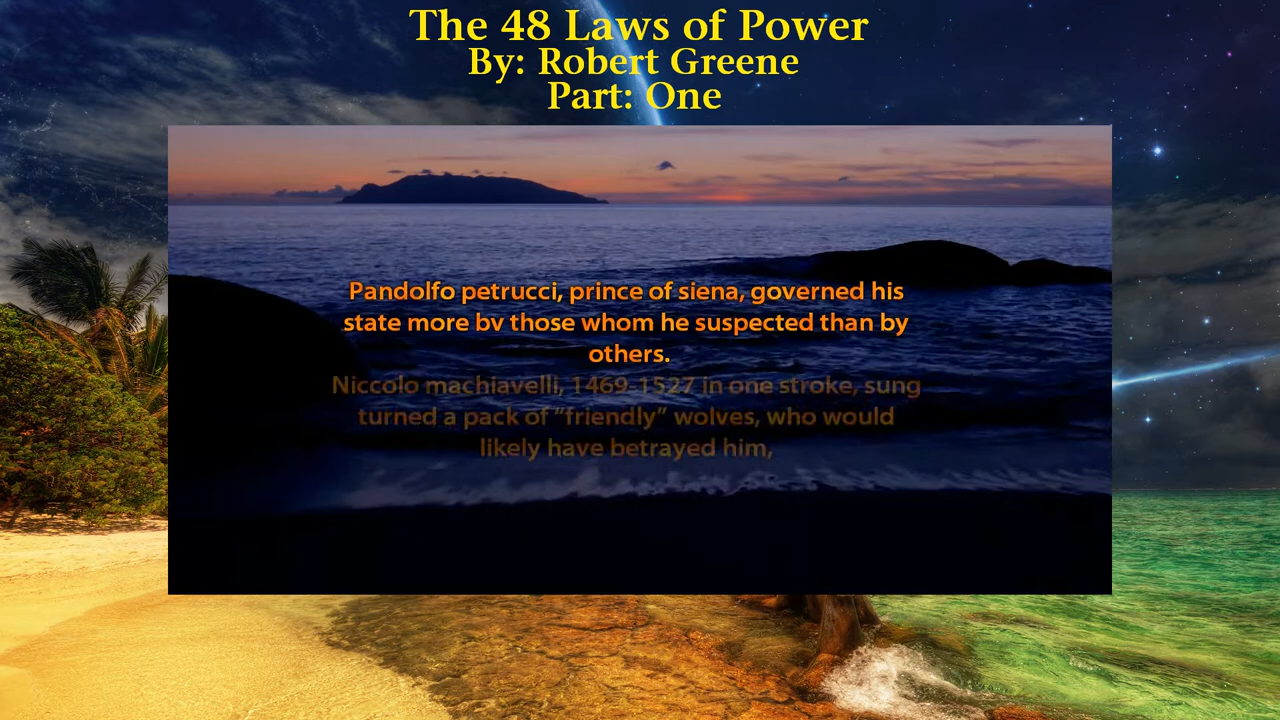 The 48 Laws of Power
By: Robert Greene
Part: One
Pandolfo petrucci, prince of siena, governed his
state more bv those whom he suspected than by
others.
Niccolo machiavelli, 1469-1527 in one stroke, sung
turned a pack of “friendly” wolves, who would
likely have betrayed him,